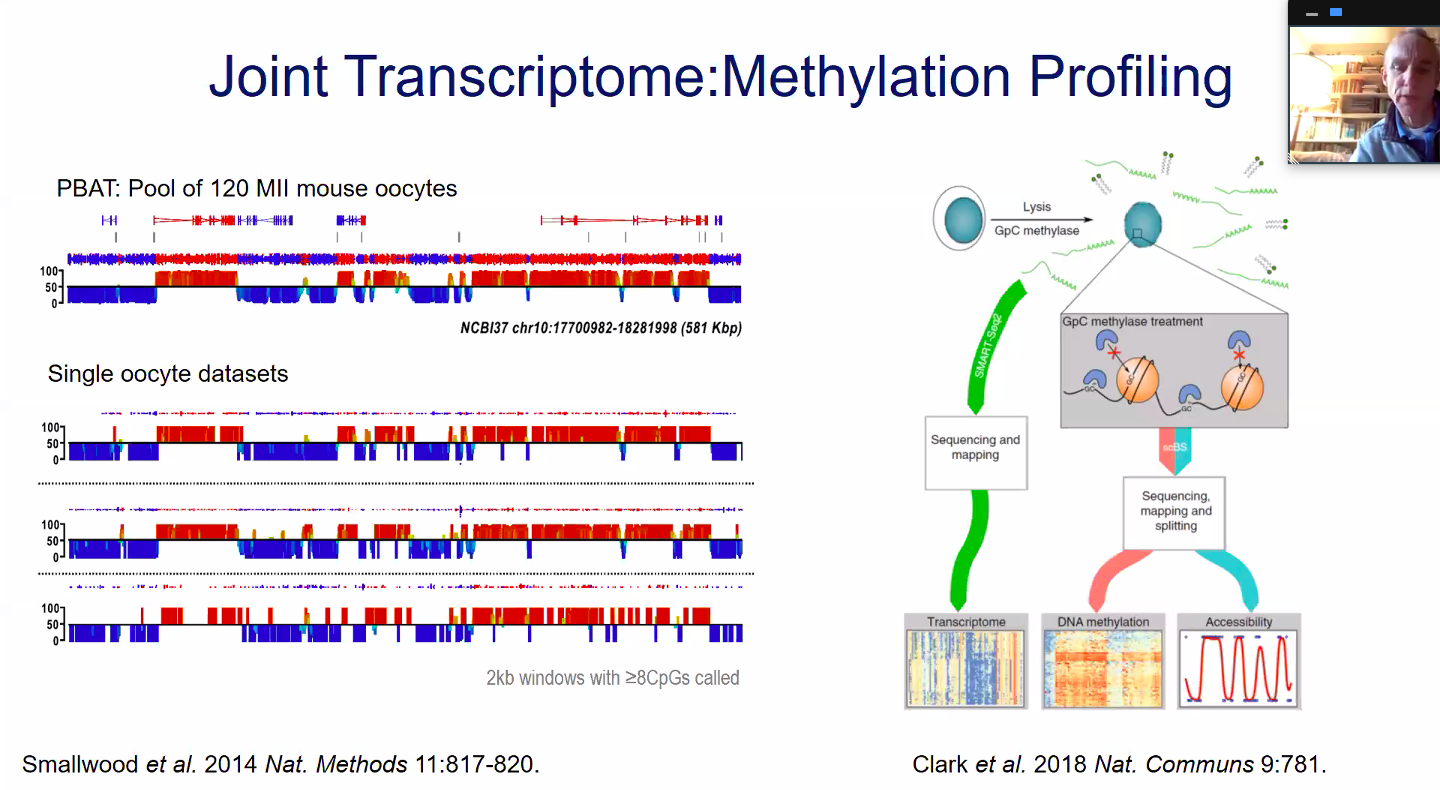 Joint Transcriptome:Methylation Profiling
PBAT: Pool of 120 MII mouse oocytes
100
50
0
NCBI37 chr10:17700982-18281998 (581 Kbp)
Single oocyte datasets
100
50
0
100
50
0
100
50
0
2kb windows with ≥8CpGs called
Smallwood et al. 2014 Nat. Methods 11:817-820.
Lysis
GpC methylase
SMART-Seq2
GpC methylase treatment
GC
GC
GC
GC
scBS
Sequencing and
mapping
Sequencing,
mapping and
splitting
Transcriptome
DNA methylation
Accessibility
Clark et al. 2018 Nat. Communs 9:781.